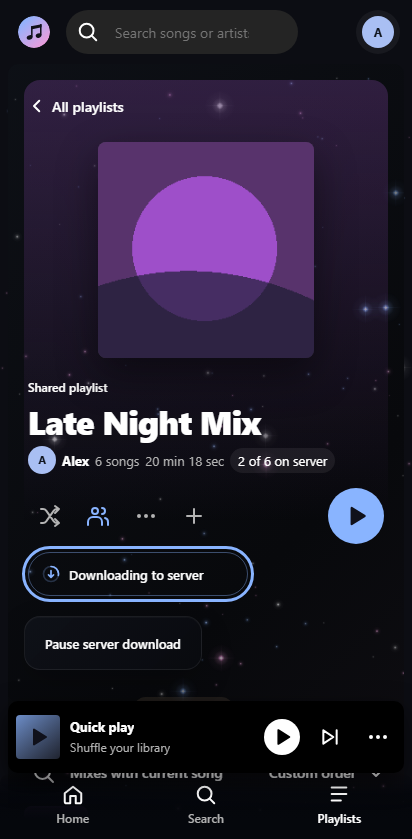 Search songs or artist
A
All playlists
Shared playlist
Late Night Mix
A Alex 6 songs 20 min 18 sec 2 of 6 on server
Downloading to server
Pause server download
Quick play
Shuffle your library
Mixes with current song Custom order
Home Search Playlists